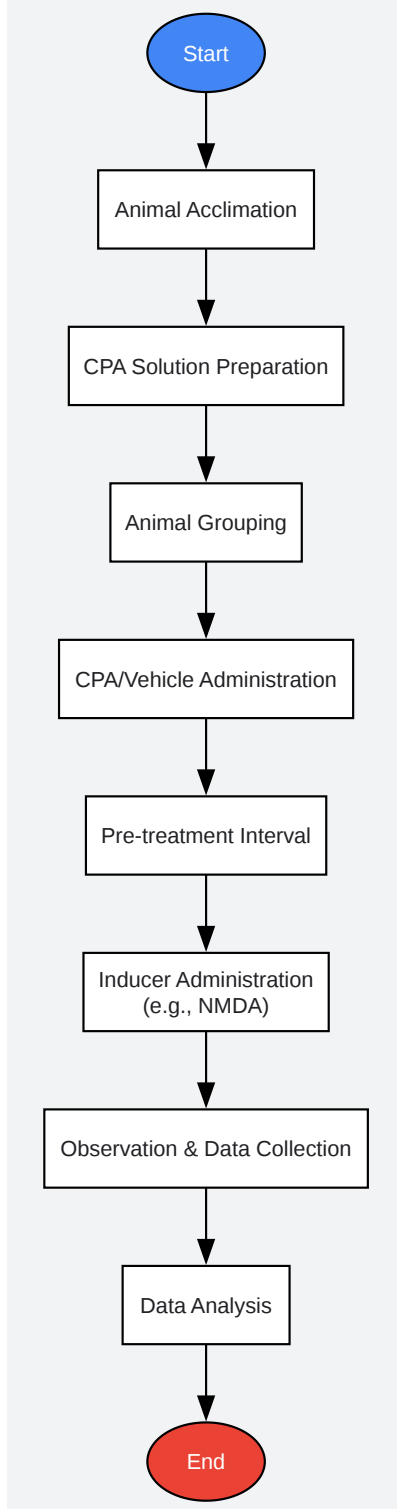 Start
Animal Acclimation
CPA Solution Preparation
Animal Grouping
CPA/Vehicle Administration
Pre-treatment Interval
Inducer Administration
(e.g., NMDA)
Observation & Data Collection
Data Analysis
End